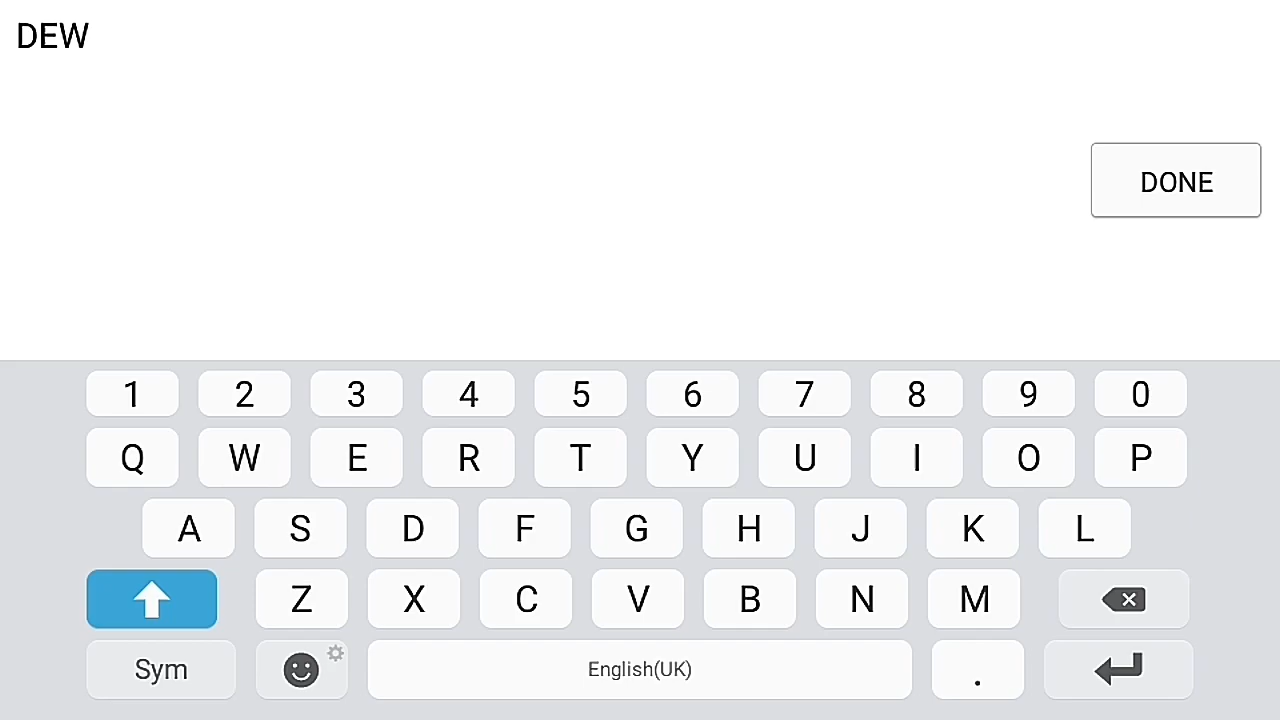 DEW
DONE
1 2 3 4 5 6 7 8 9 0
Q W E R T Y U I O P
A S D F G H J K L
Z X C V B N M
Sym English(UK) .